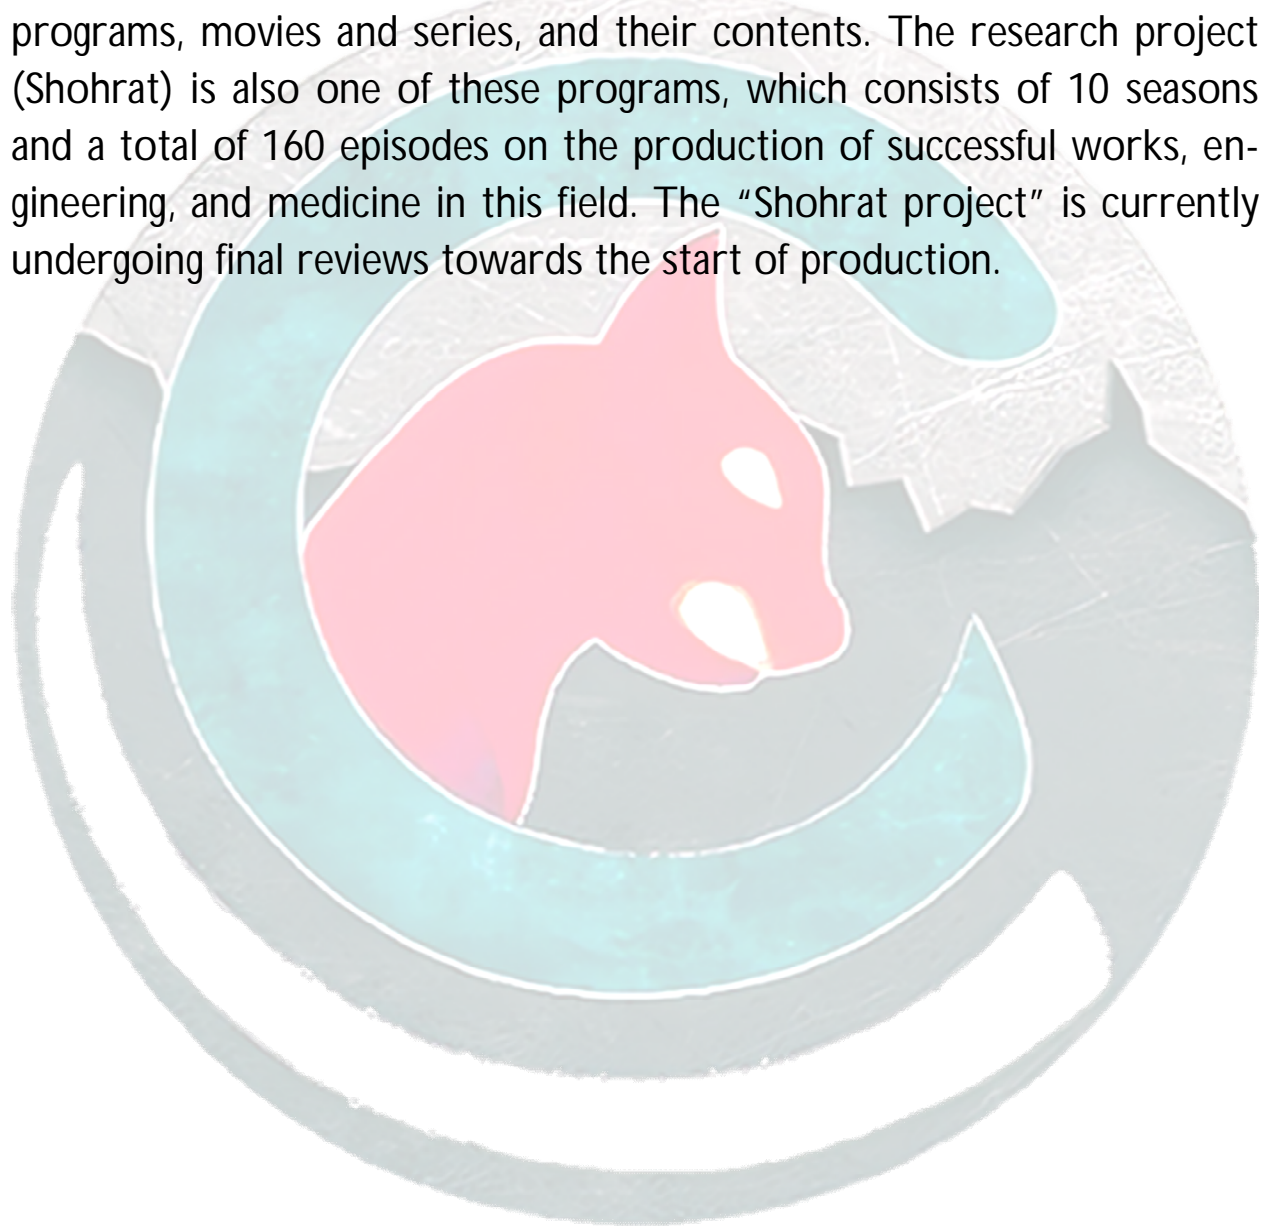 programs, movies and series, and their contents. The research project
(Shohrat) is also one of these programs, which consists of 10 seasons
and a total of 160 episodes on the production of successful works, en-
gineering, and medicine in this field. The “Shohrat project” is currently
undergoing final reviews towards the start of production.